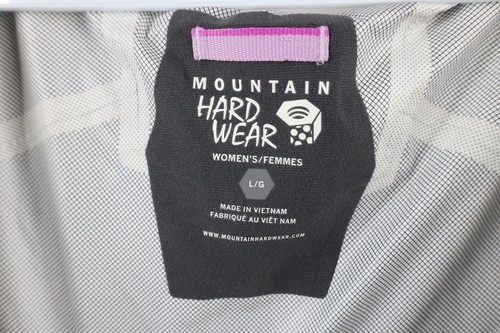 MOUNTAIN
HARD
WEAR
WOMEN'S/FEMMES
L/G
MADE IN VIETNAM
FABRIQUÉ AU VIÊT NAM
WWW.MOUNTAINHARDWEAR.COM